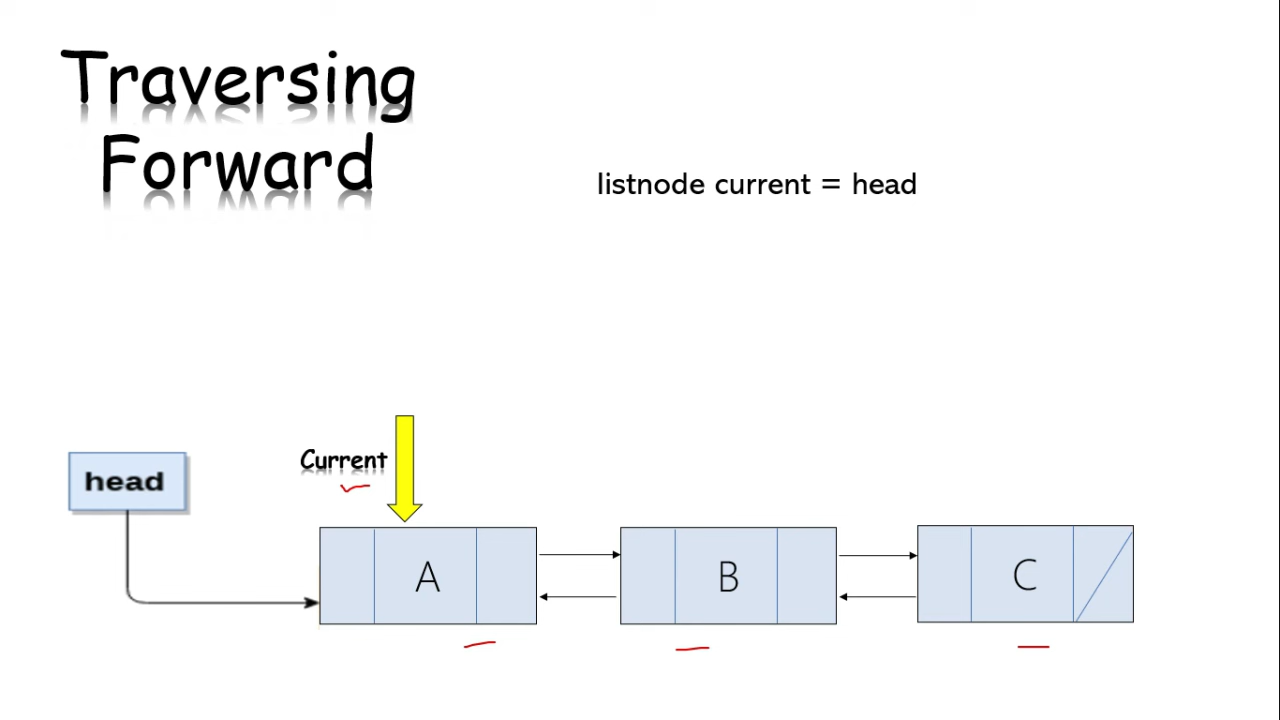 Traversing
Forward
listnode current = head
Current
head
A
B
C